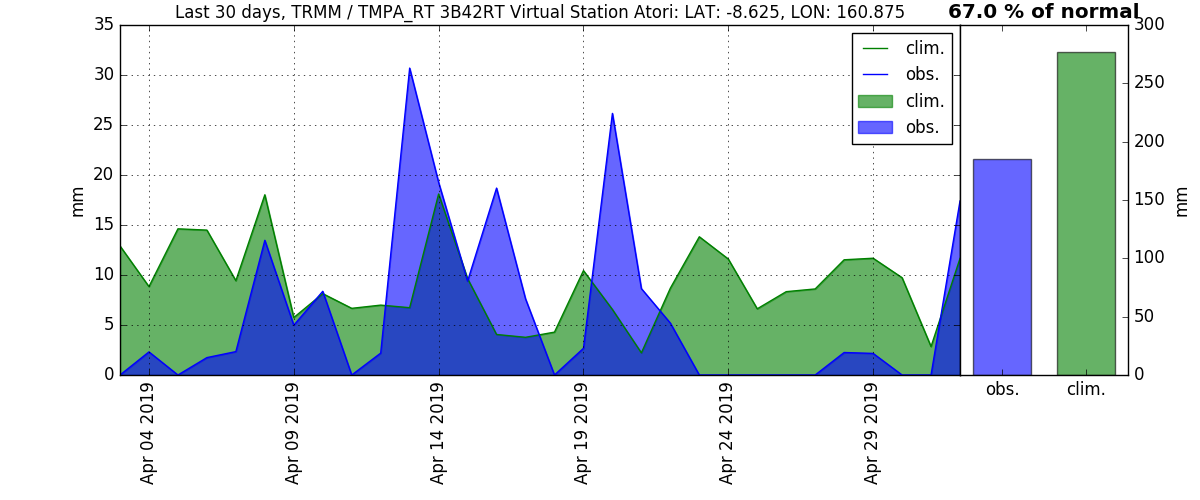 Last 30 days, TRMM / TMPA_RT 3B42RT Virtual Station Atori: LAT: -8.625, LON: 160.875
67.0 % of normal
35
30
25
20
15
10
5
0
mm
clim.
obs.
clim.
obs.
Apr 04 2019
Apr 09 2019
Apr 14 2019
Apr 19 2019
Apr 24 2019
Apr 29 2019
300
250
200
150
100
50
0
mm
obs.
clim.